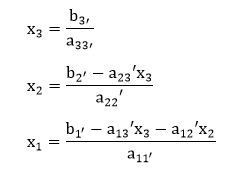 x₃ = b₃′ / a₃₃′
x₂ = (b₂′ − a₂₃′x₃) / a₂₂′
x₁ = (b₁′ − a₁₃′x₃ − a₁₂′x₂) / a₁₁′